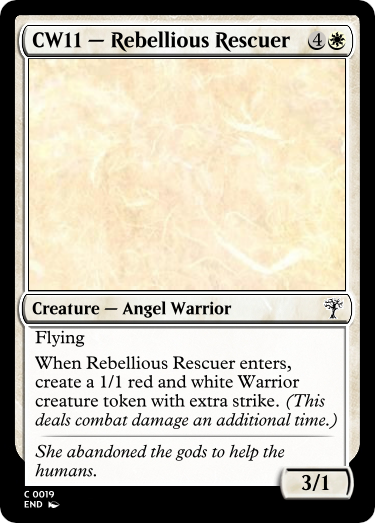 CW11 — Rebellious Rescuer 4
Creature — Angel Warrior
Flying
When Rebellious Rescuer enters,
create a 1/1 red and white Warrior
creature token with extra strike. (This
deals combat damage an additional time.)
She abandoned the gods to help the
humans.
3/1
C 0019
END